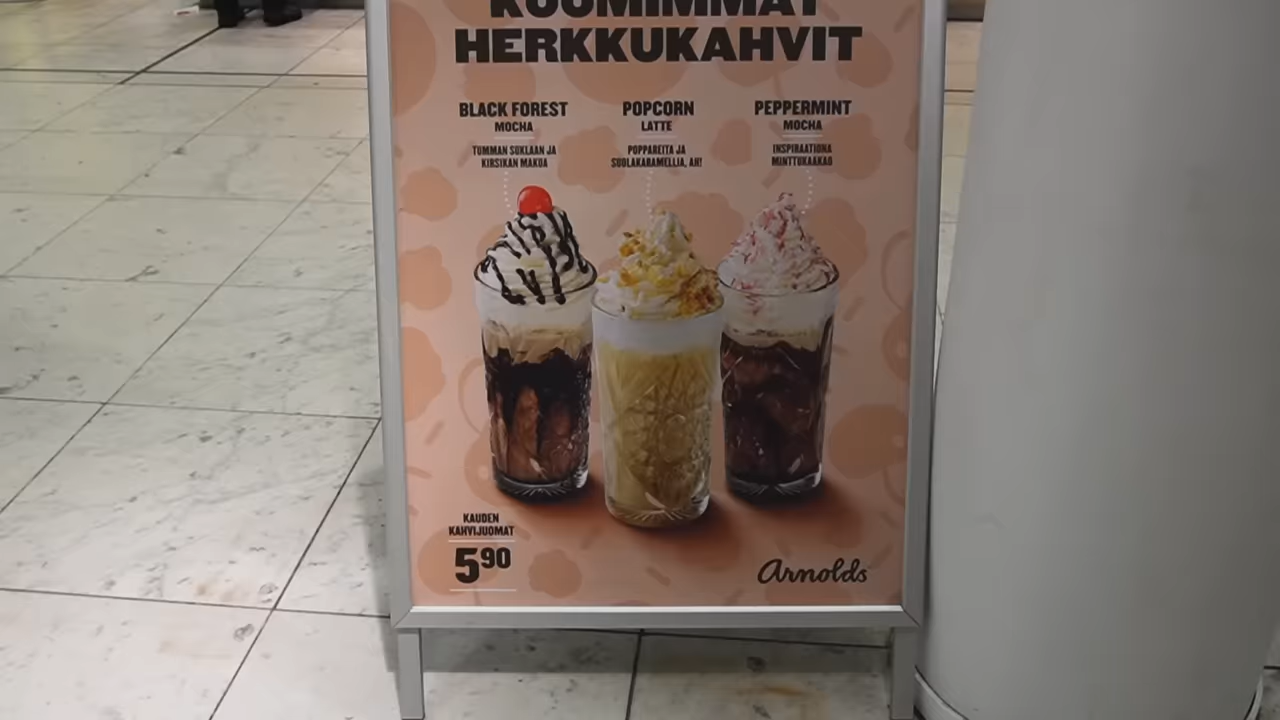 KUUMIMMAT
HERKKUKAHVIT
BLACK FOREST
MOCHA
TUMMAN SUKLAAN JA
KIRSIKAN MAKUA
POPCORN
LATTE
POPPAREITA JA
SUOLAKARAMELLIA, AH!
PEPPERMINT
MOCHA
INSPIRAATIONA
MINTTUKAAKAO
KAUDEN
KAHVIJUOMAT
5 90
Arnolds